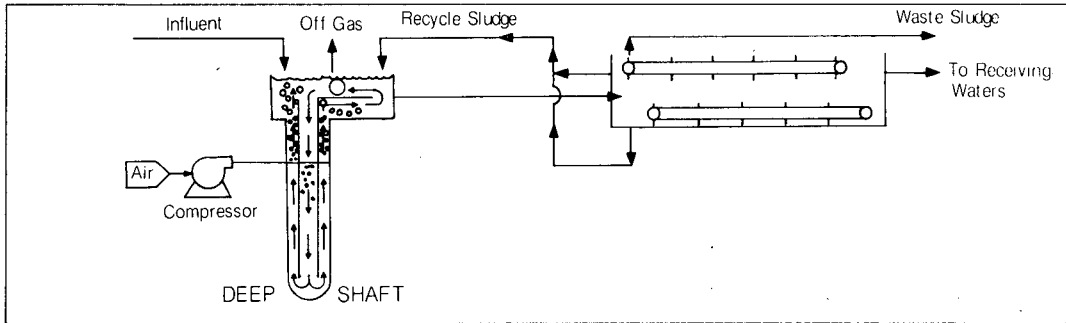 Influent
Off Gas
Recycle Sludge
Waste Sludge
To Receiving
Waters
Air
Compressor
DEEP SHAFT